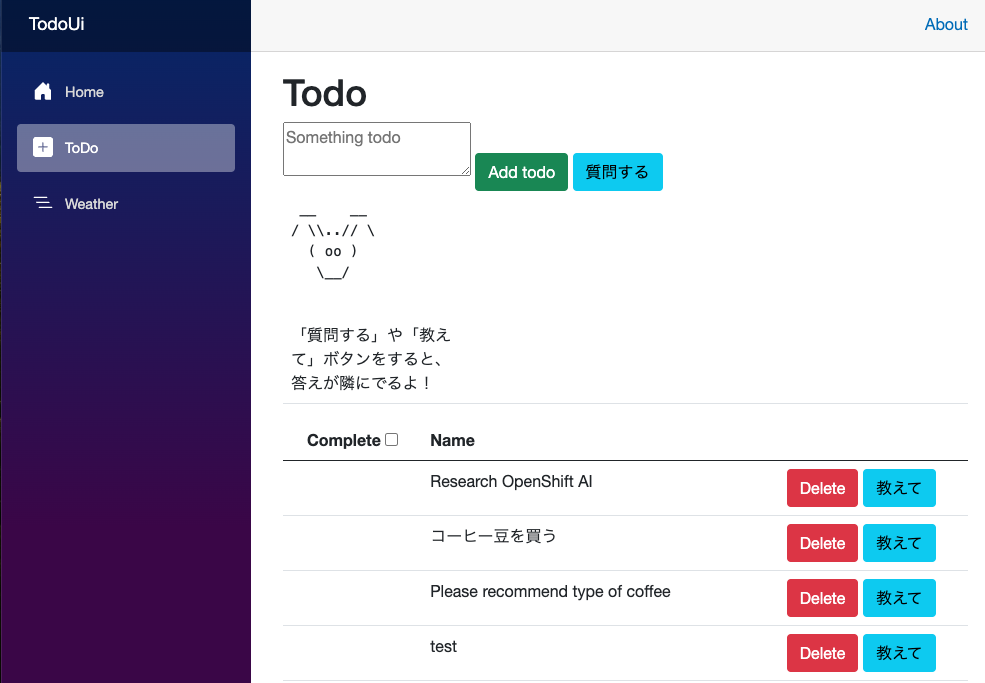 TodoUi
About
Home
ToDo
Weather
Todo
Something todo
Add todo 質問する
 __    __
/ \\..// \
  ( oo )
   \__/
「質問する」や「教え
て」ボタンをすると、
答えが隣にでるよ！
Complete Name
Research OpenShift AI Delete 教えて
コーヒー豆を買う Delete 教えて
Please recommend type of coffee Delete 教えて
test Delete 教えて